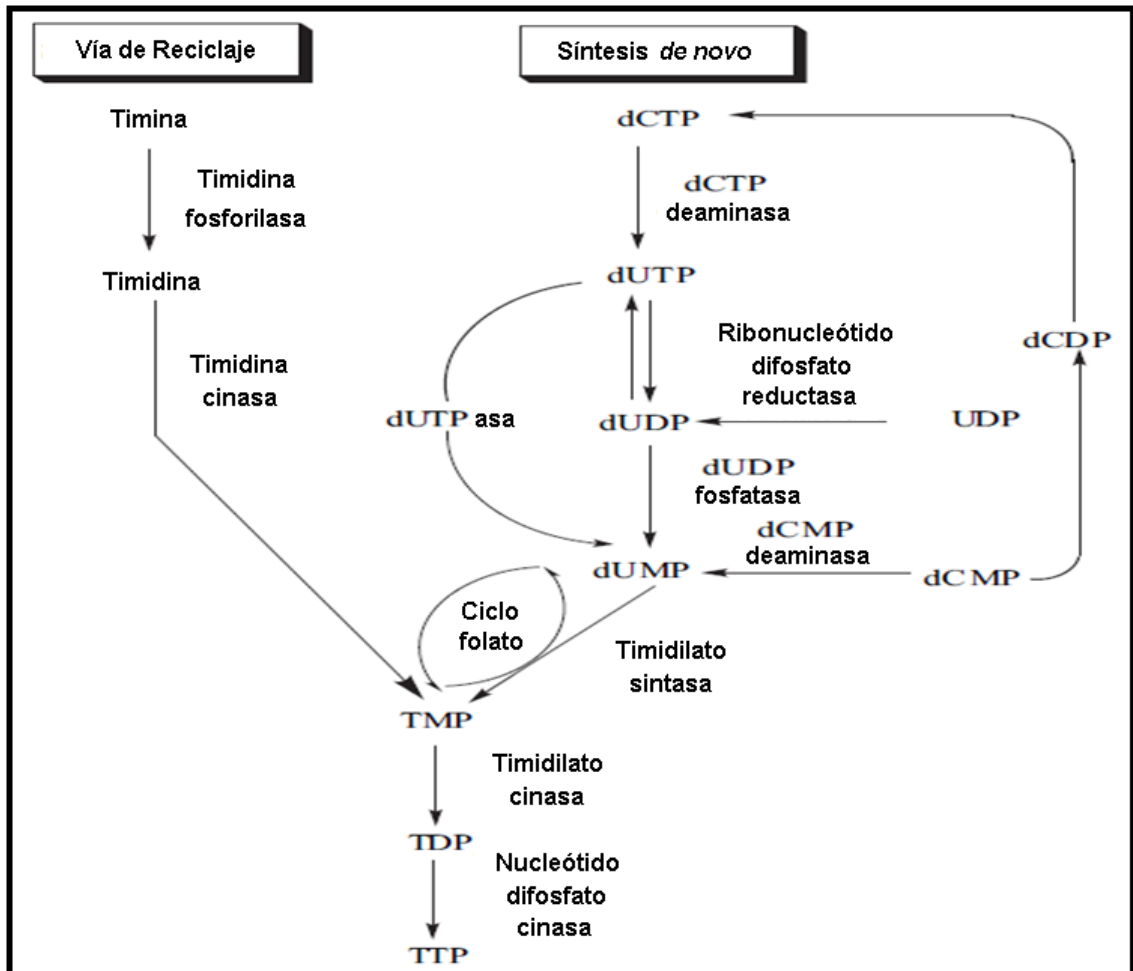 Vía de Reciclaje
Síntesis de novo
Timina
Timidina
fosforilasa
Timidina
Timidina
cinasa
dCTP
dCTP
deaminasa
dUTP
Ribonucleótido
difosfato
reductasa
dCDP
dUTP asa
dUDP
UDP
dUDP
fosfatasa
dCMP
deaminasa
dUMP
dCMP
Ciclo
folato
Timidilato
sintasa
TMP
Timidilato
cinasa
TDP
Nucleótido
difosfato
cinasa
TTP